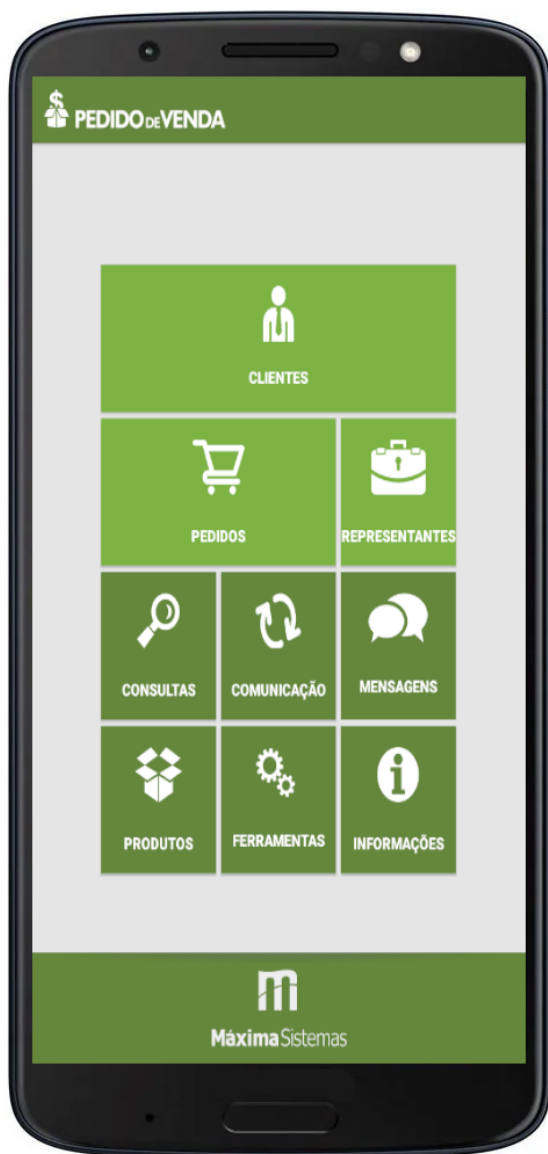 PEDIDO DE VENDA
CLIENTES
PEDIDOS
REPRESENTANTES
CONSULTAS
COMUNICAÇÃO
MENSAGENS
PRODUTOS
FERRAMENTAS
INFORMAÇÕES
Máxima Sistemas